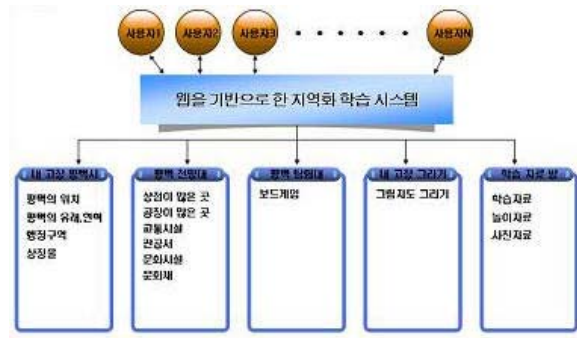 사용자1 사용자2 사용자3 · · · · · · 사용자N
웹을 기반으로 한 지역화 학습 시스템
내 고장 평택시
평택의 위치
평택의 유래,연혁
행정구역
상징물
평택 전망대
상점이 많은 곳
공장이 많은 곳
교통시설
관공서
문화시설
문화재
평택 탐험대
보드게임
내 고장 그리기
그림지도 그리기
학습 자료 방
학습자료
놀이자료
사진자료